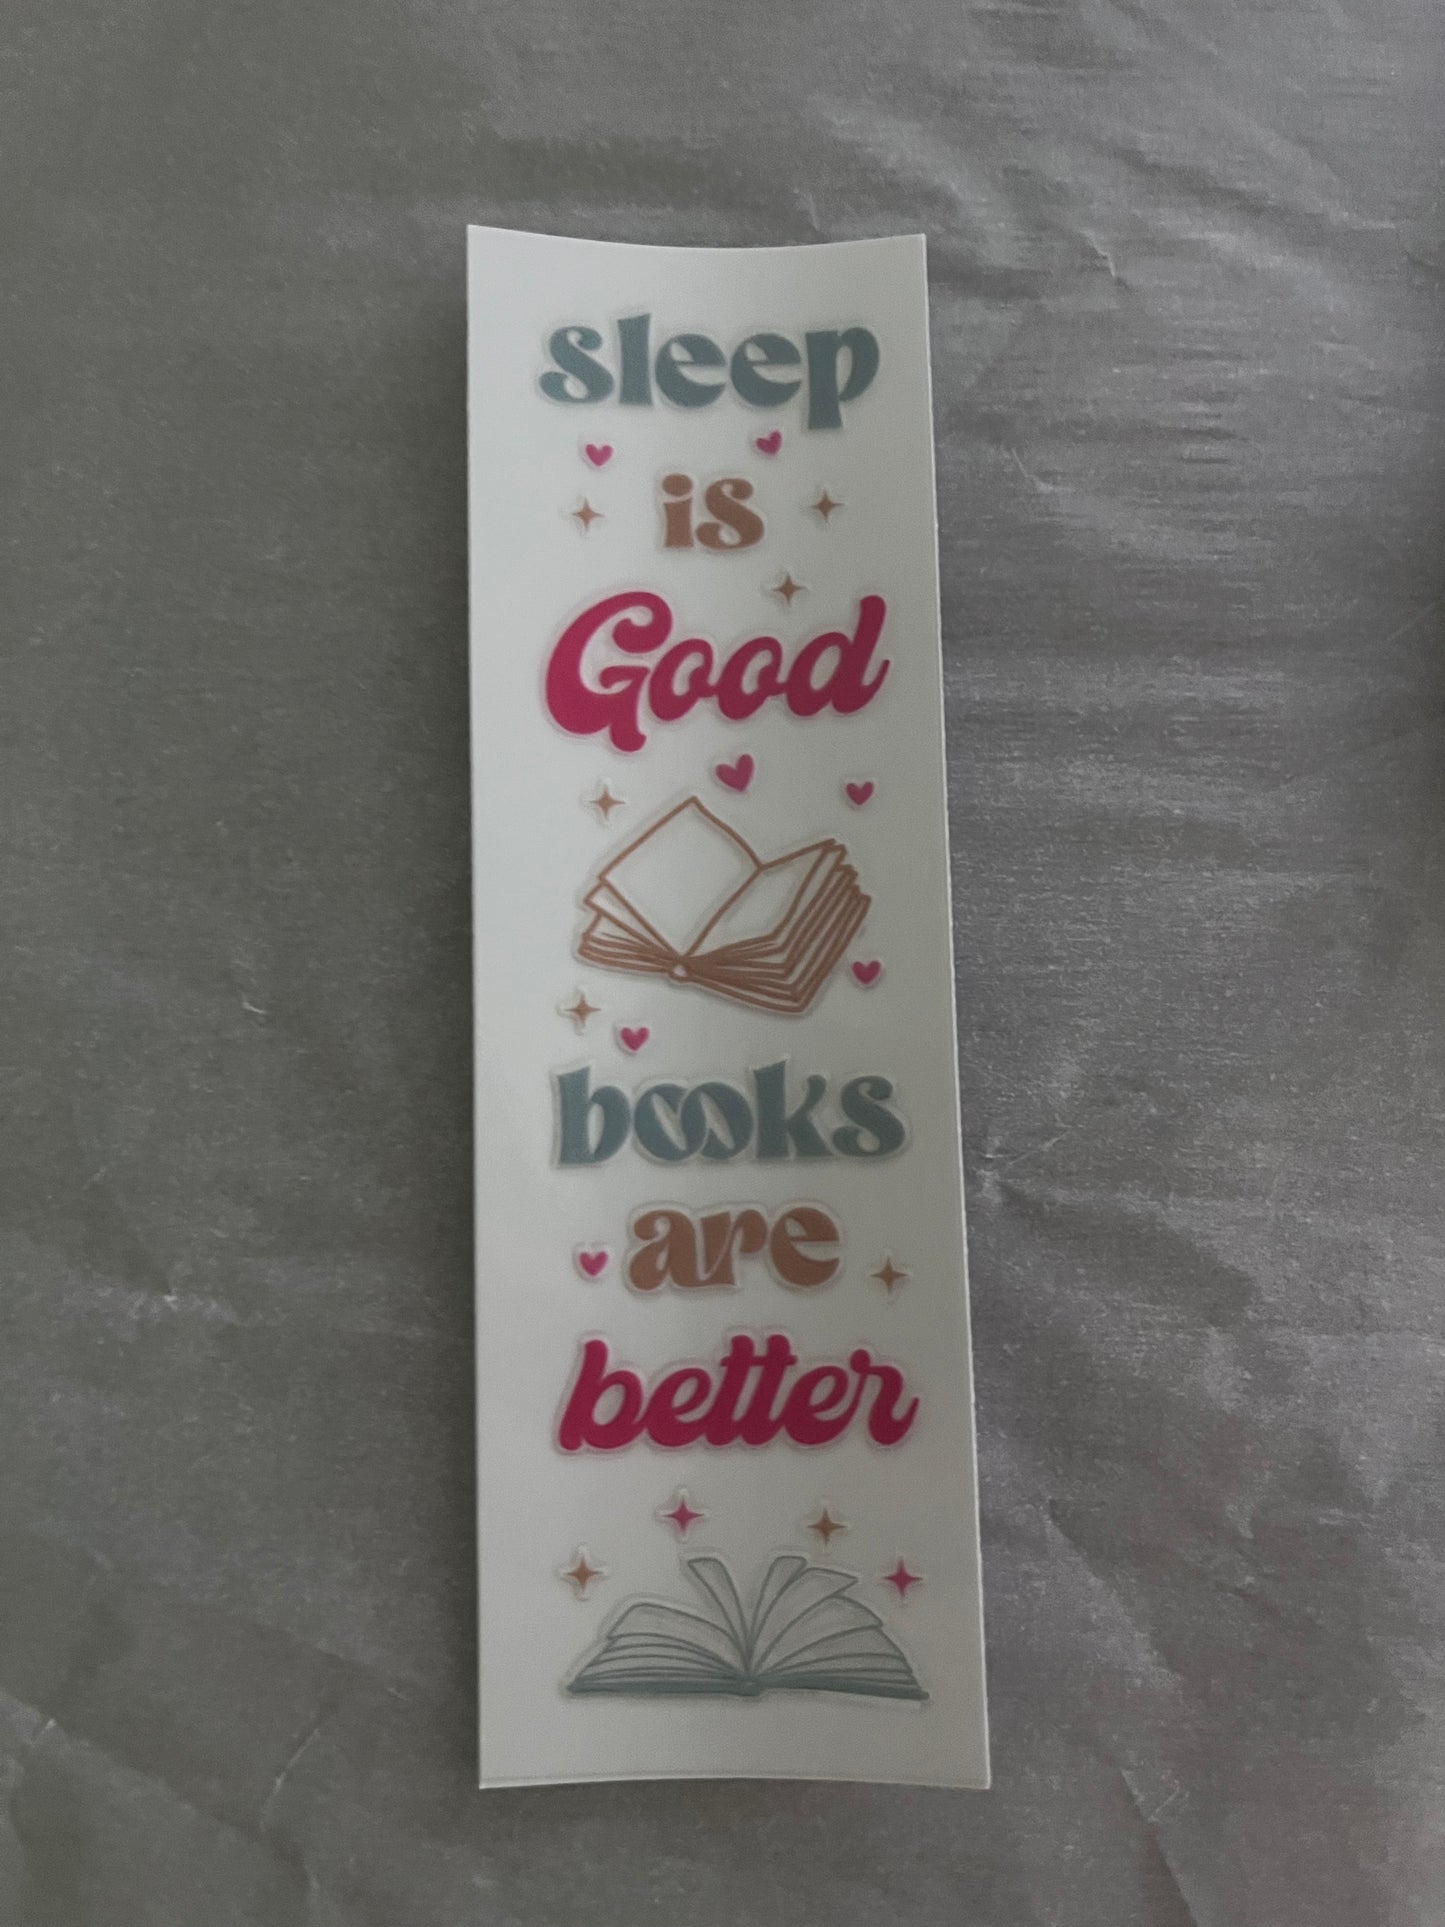 sleep
is
Good
books
are
better